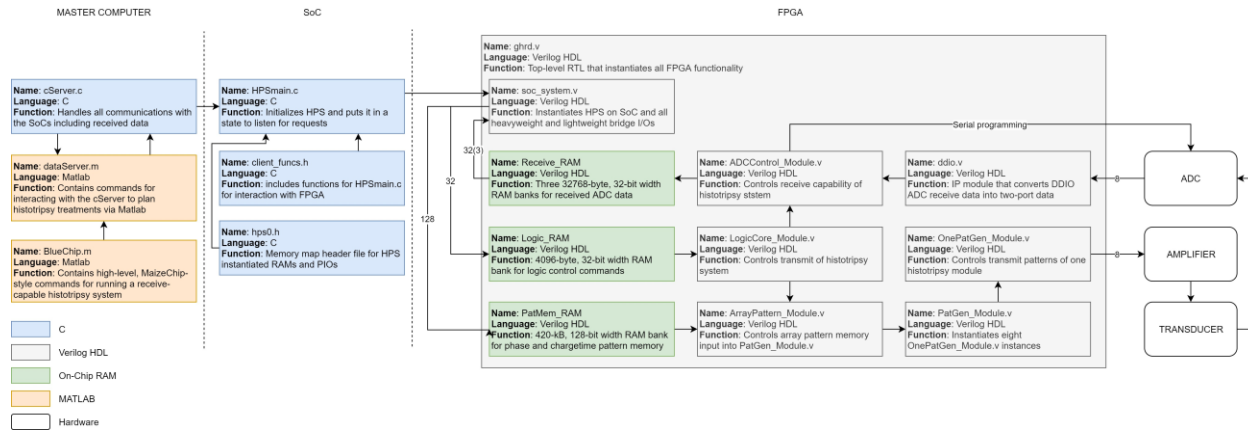 MASTER COMPUTER
SoC
FPGA
Name: ghrd.v
Language: Verilog HDL
Function: Top-level RTL that instantiates all FPGA functionality
Name: cServer.c
Language: C
Function: Handles all communications with
the SoCs including received data
Name: HPSmain.c
Language: C
Function: Initializes HPS and puts it in a
state to listen for requests
Name: soc_system.v
Language: Verilog HDL
Function: Instantiates HPS on SoC and all
heavyweight and lightweight bridge I/Os
Serial programming
32(3)
32
128
Name: dataServer.m
Language: Matlab
Function: Contains commands for
interacting with the cServer to plan
histotripsy treatments via Matlab
Name: client_funcs.h
Language: C
Function: includes functions for HPSmain.c
for interaction with FPGA
Name: Receive_RAM
Language: Verilog HDL
Function: Three 32768-byte, 32-bit width
RAM banks for received ADC data
Name: ADCControl_Module.v
Language: Verilog HDL
Function: Controls receive capability of
histotripsy ststem
Name: ddio.v
Language: Verilog HDL
Function: IP module that converts DDIO
ADC receive data into two-port data
8
ADC
Name: BlueChip.m
Language: Matlab
Function: Contains high-level, MaizeChip-
style commands for running a receive-
capable histotripsy system
Name: hps0.h
Language: C
Function: Memory map header file for HPS
instantiated RAMs and PIOs
Name: Logic_RAM
Language: Verilog HDL
Function: 4096-byte, 32-bit width RAM
bank for logic control commands
Name: LogicCore_Module.v
Language: Verilog HDL
Function: Controls transmit of histotripsy
system
Name: OnePatGen_Module.v
Language: Verilog HDL
Function: Controls transmit patterns of one
histotripsy module
8
AMPLIFIER
Name: PatMem_RAM
Language: Verilog HDL
Function: 420-kB, 128-bit width RAM bank
for phase and chargetime pattern memory
Name: ArrayPattern_Module.v
Language: Verilog HDL
Function: Controls array pattern memory
input into PatGen_Module.v
Name: PatGen_Module.v
Language: Verilog HDL
Function: Instantiates eight
OnePatGen_Module.v instances
TRANSDUCER
C
Verilog HDL
On-Chip RAM
MATLAB
Hardware